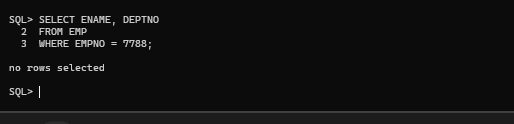 SQL> SELECT ENAME, DEPTNO
  2  FROM EMP
  3  WHERE EMPNO = 7788;
no rows selected
SQL>